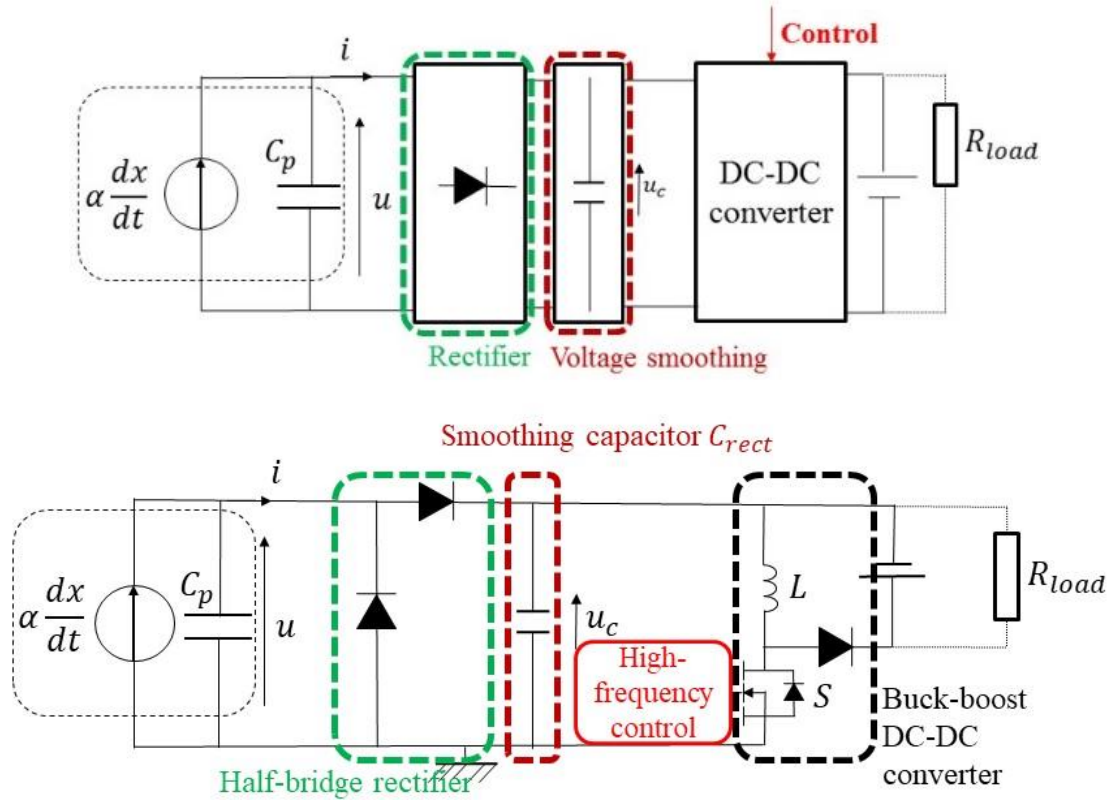 Control
i
α dx/dt
C_p
u
u_c
DC-DC
converter
R_load
Rectifier
Voltage smoothing
Smoothing capacitor C_rect
i
α dx/dt
C_p
u
u_c
L
R_load
High-
frequency
control
S
Buck-boost
DC-DC
converter
Half-bridge rectifier